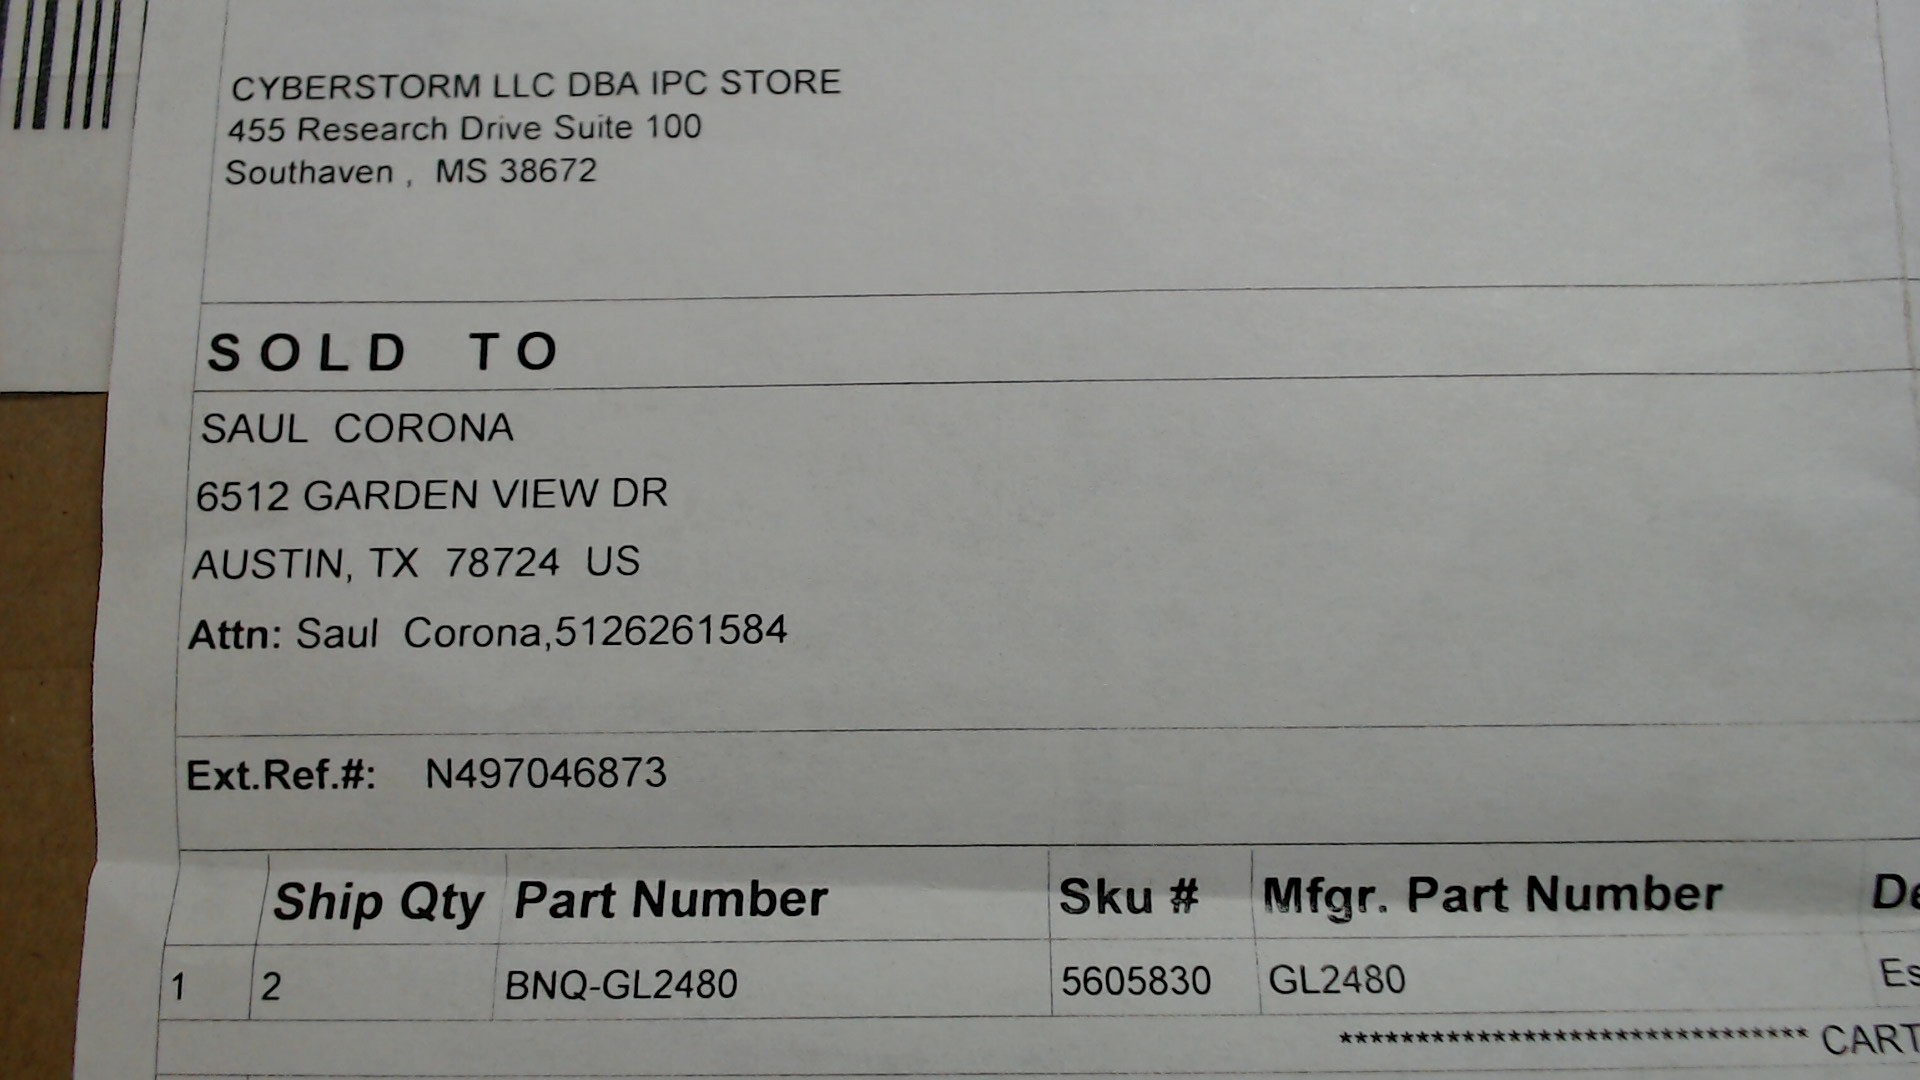 CYBERSTORM LLC DBA IPC STORE
455 Research Drive Suite 100
Southaven , MS 38672
SOLD TO
SAUL CORONA
6512 GARDEN VIEW DR
AUSTIN, TX 78724 US
Attn: Saul Corona,5126261584
Ext.Ref.#: N497046873
Ship Qty Part Number Sku # Mfgr. Part Number
1 2 BNQ-GL2480 5605830 GL2480
******************************* CART